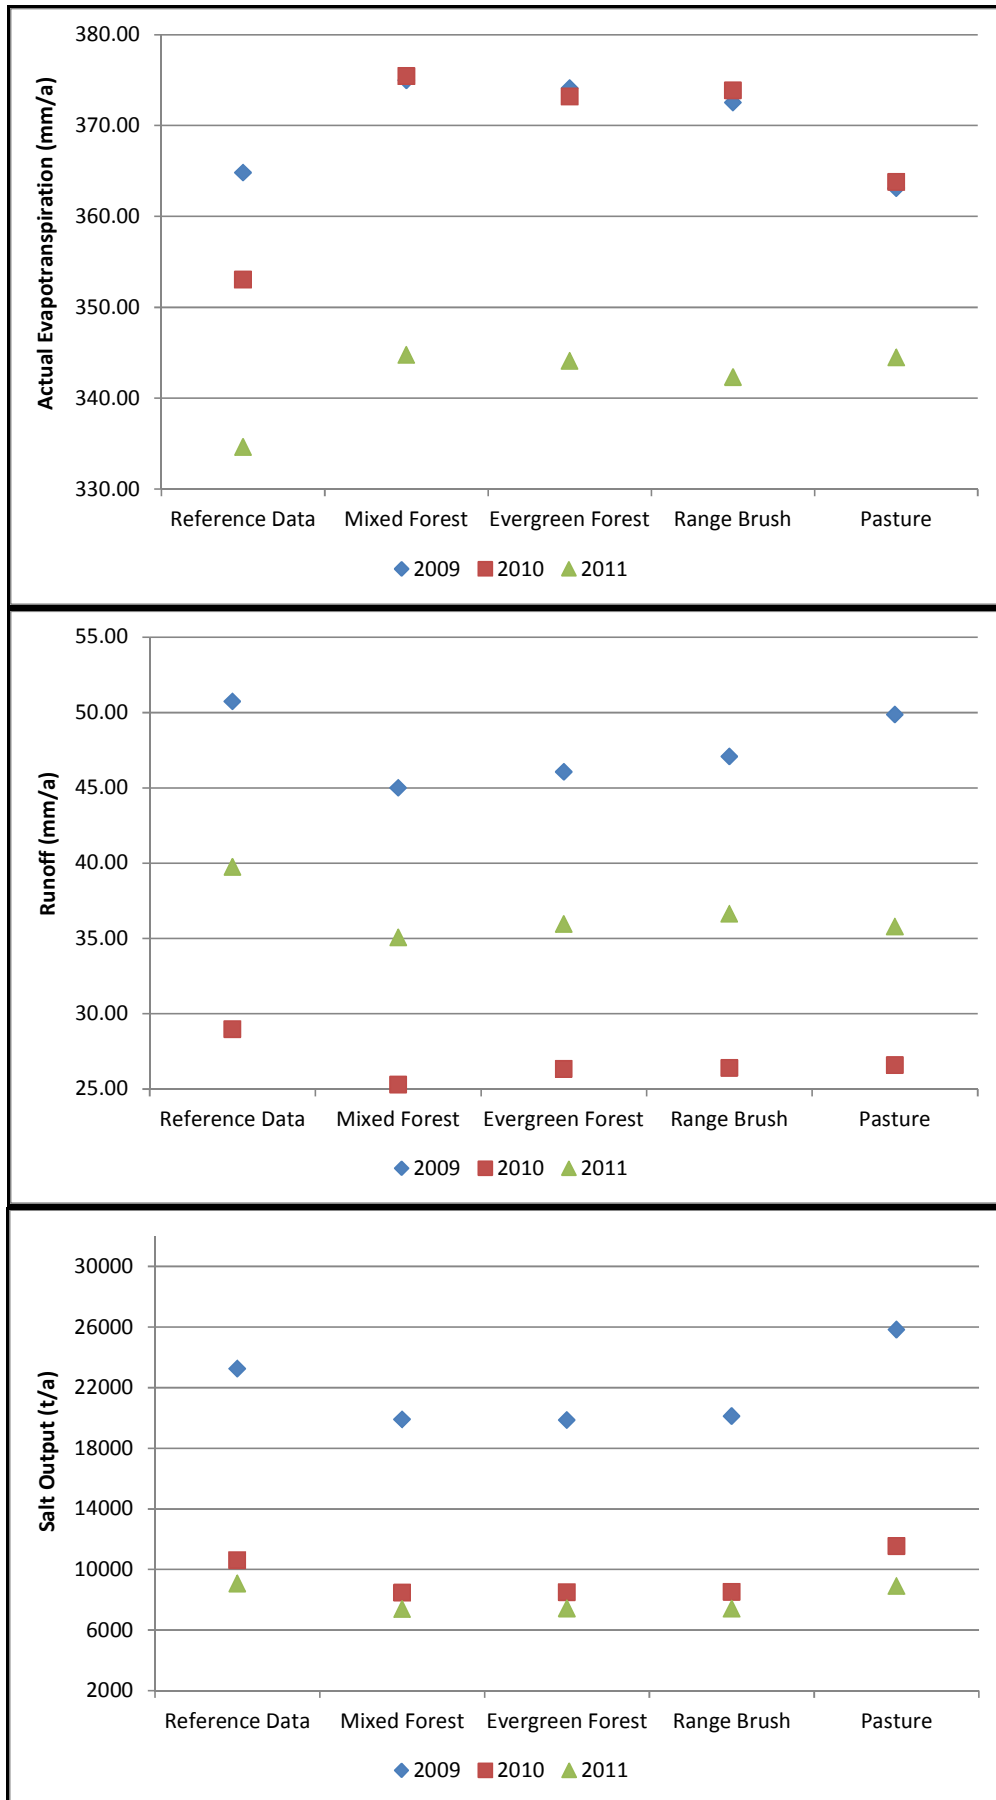 Actual Evapotranspiration (mm/a)
380.00
370.00
360.00
350.00
340.00
330.00
Reference Data Mixed Forest Evergreen Forest Range Brush Pasture
2009 2010 2011
Runoff (mm/a)
55.00
50.00
45.00
40.00
35.00
30.00
25.00
Reference Data Mixed Forest Evergreen Forest Range Brush Pasture
2009 2010 2011
Salt Output (t/a)
30000
26000
22000
18000
14000
10000
6000
2000
Reference Data Mixed Forest Evergreen Forest Range Brush Pasture
2009 2010 2011